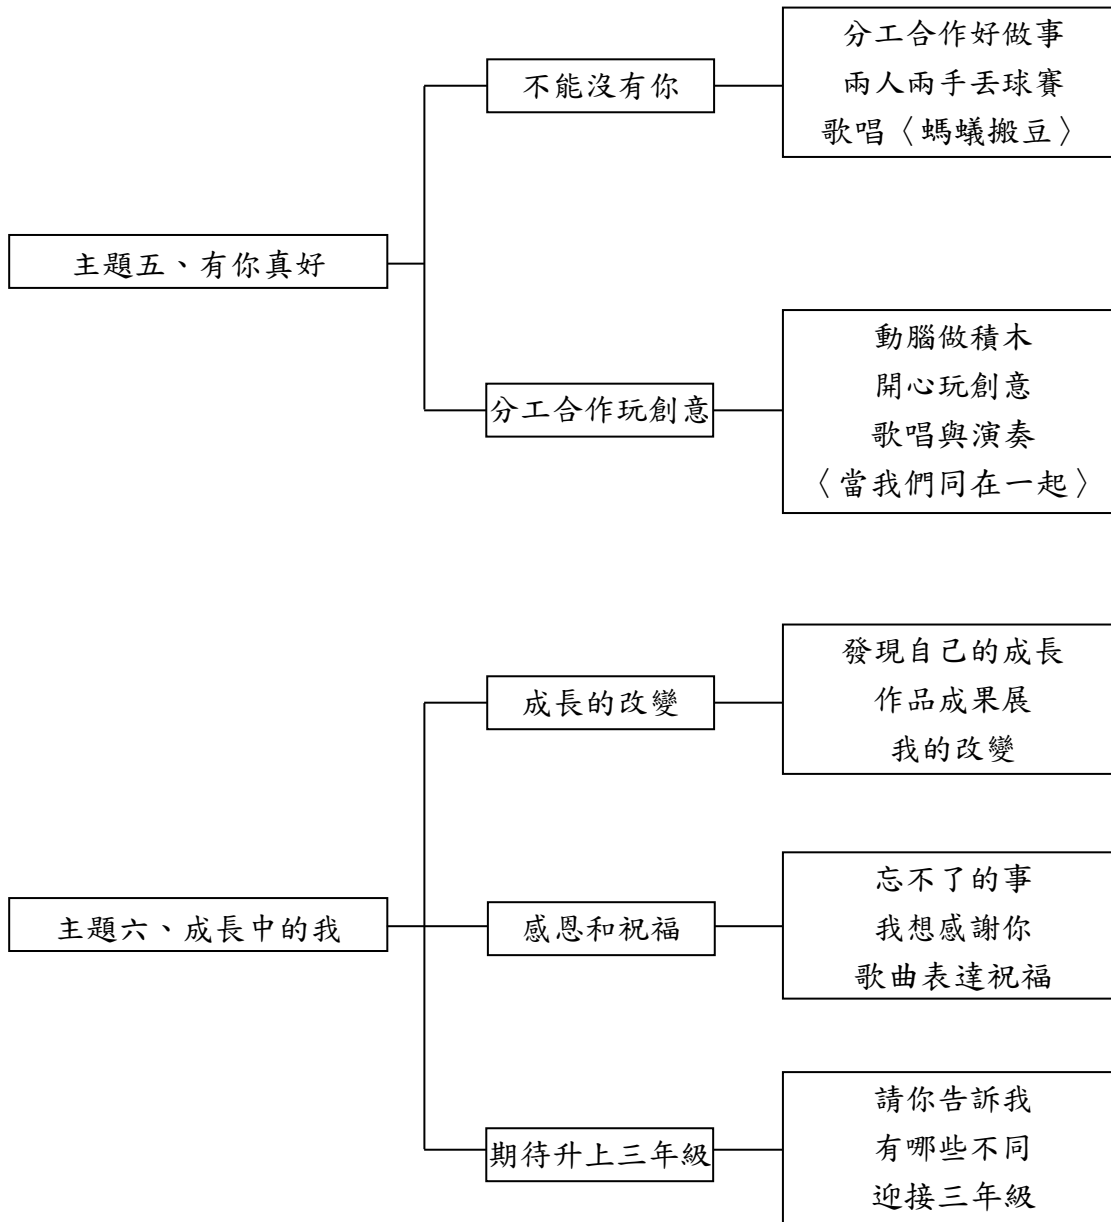 主題五、有你真好
不能沒有你
分工合作好做事
兩人兩手丟球賽
歌唱〈螞蟻搬豆〉
分工合作玩創意
動腦做積木
開心玩創意
歌唱與演奏
〈當我們同在一起〉
主題六、成長中的我
成長的改變
發現自己的成長
作品成果展
我的改變
感恩和祝福
忘不了的事
我想感謝你
歌曲表達祝福
期待升上三年級
請你告訴我
有哪些不同
迎接三年級